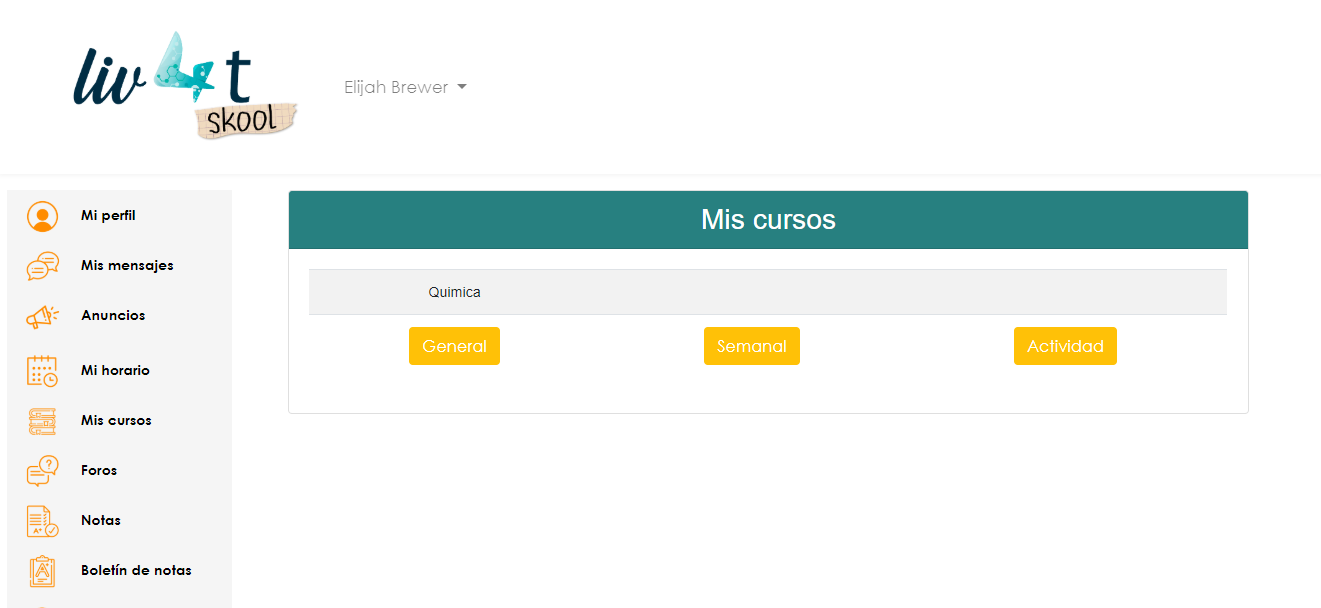 liv4t
skool
Elijah Brewer
Mi perfil
Mis mensajes
Anuncios
Mi horario
Mis cursos
Foros
Notas
Boletín de notas
Mis cursos
Quimica
General
Semanal
Actividad